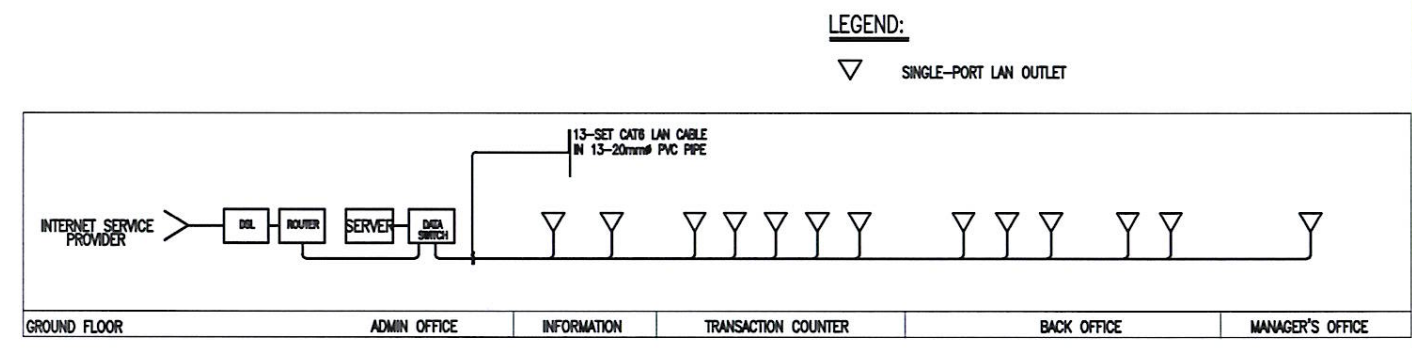 LEGEND:
SINGLE-PORT LAN OUTLET
13-SET CAT6 LAN CABLE
IN 13-20mmø PVC PIPE
INTERNET SERVICE
PROVIDER
DSL
ROUTER
SERVER
DATA
SWITCH
GROUND FLOOR
ADMIN OFFICE
INFORMATION
TRANSACTION COUNTER
BACK OFFICE
MANAGER'S OFFICE